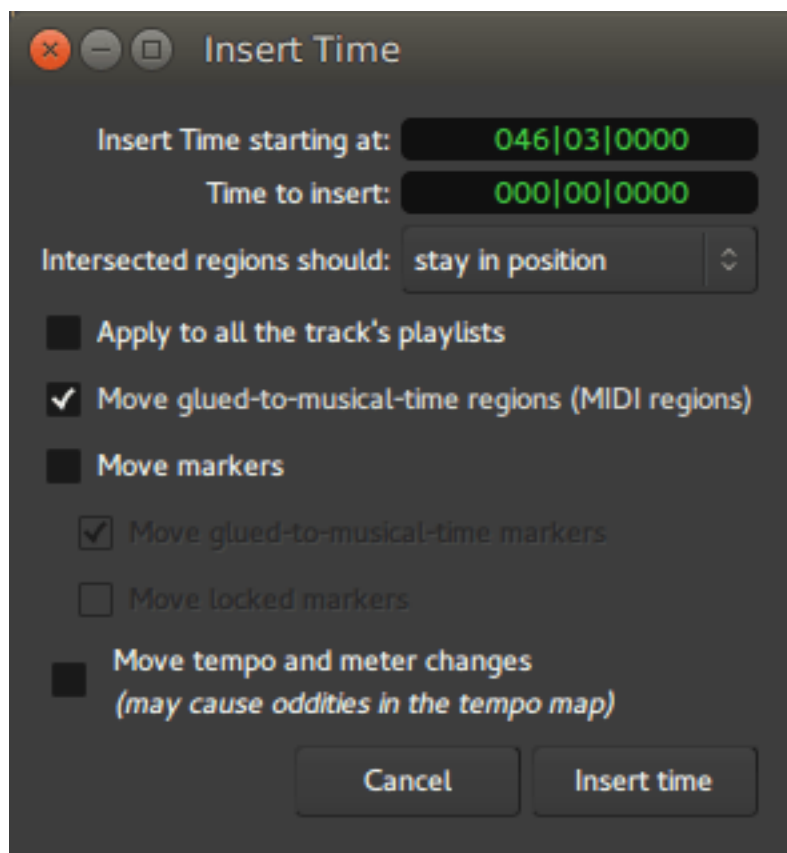 Insert Time
Insert Time starting at: 046|03|0000
Time to insert: 000|00|0000
Intersected regions should: stay in position
Apply to all the track's playlists
Move glued-to-musical-time regions (MIDI regions)
Move markers
Move glued-to-musical-time markers
Move locked markers
Move tempo and meter changes
(may cause oddities in the tempo map)
Cancel Insert time